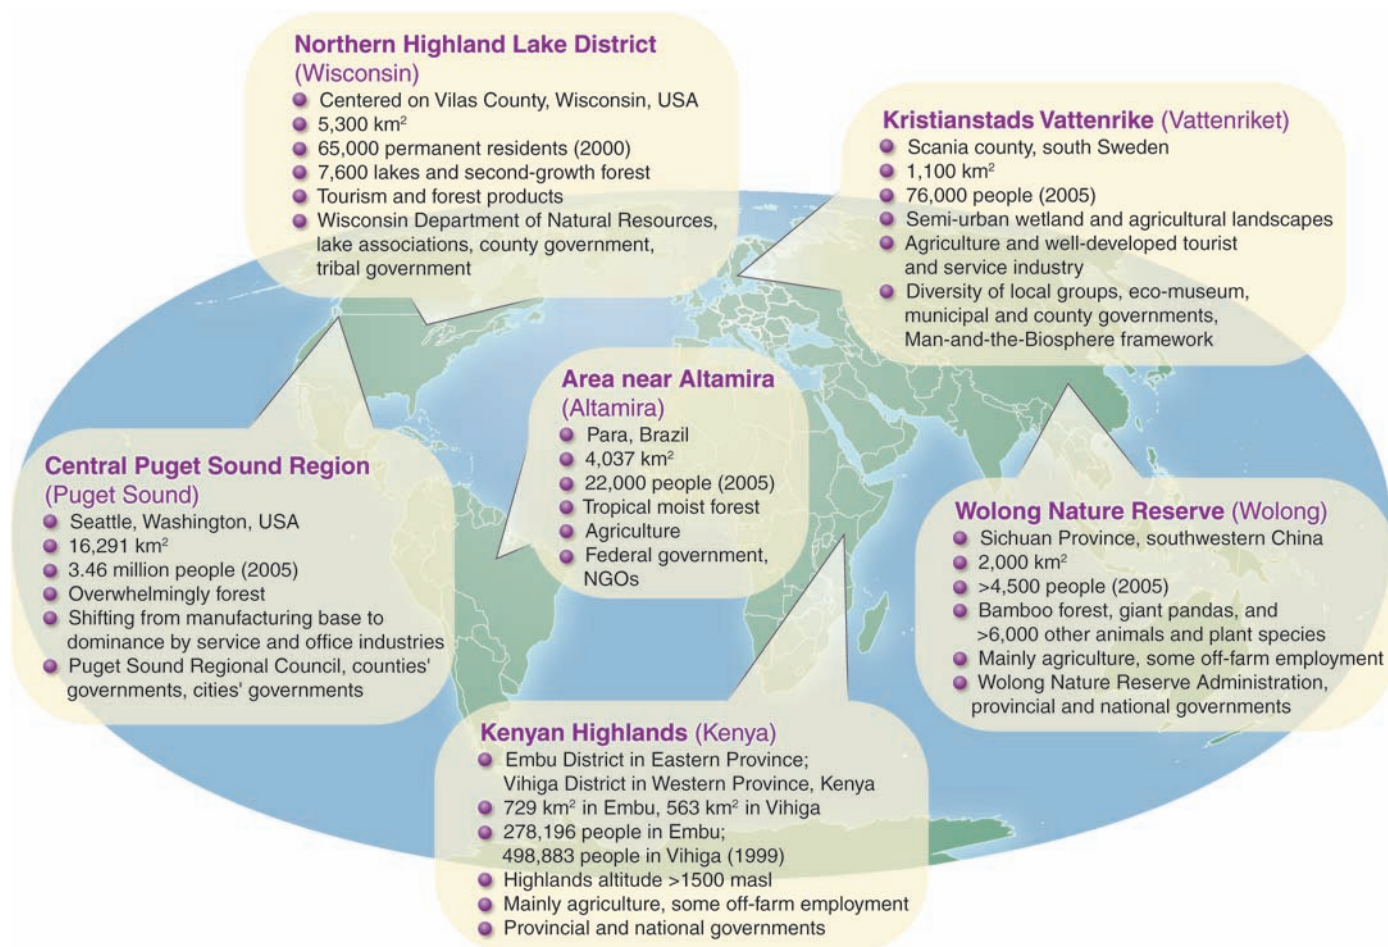 Northern Highland Lake District
(Wisconsin)
Centered on Vilas County, Wisconsin, USA
5,300 km²
65,000 permanent residents (2000)
7,600 lakes and second-growth forest
Tourism and forest products
Wisconsin Department of Natural Resources,
lake associations, county government,
tribal government
Kristianstads Vattenrike (Vattenriket)
Scania county, south Sweden
1,100 km²
76,000 people (2005)
Semi-urban wetland and agricultural landscapes
Agriculture and well-developed tourist
and service industry
Diversity of local groups, eco-museum,
municipal and county governments,
Man-and-the-Biosphere framework
Area near Altamira
(Altamira)
Para, Brazil
4,037 km²
22,000 people (2005)
Tropical moist forest
Agriculture
Federal government,
NGOs
Central Puget Sound Region
(Puget Sound)
Seattle, Washington, USA
16,291 km²
3.46 million people (2005)
Overwhelmingly forest
Shifting from manufacturing base to
dominance by service and office industries
Puget Sound Regional Council, counties'
governments, cities' governments
Wolong Nature Reserve (Wolong)
Sichuan Province, southwestern China
2,000 km²
>4,500 people (2005)
Bamboo forest, giant pandas, and
>6,000 other animals and plant species
Mainly agriculture, some off-farm employment
Wolong Nature Reserve Administration,
provincial and national governments
Kenyan Highlands (Kenya)
Embu District in Eastern Province;
Vihiga District in Western Province, Kenya
729 km² in Embu, 563 km² in Vihiga
278,196 people in Embu;
498,883 people in Vihiga (1999)
Highlands altitude >1500 masl
Mainly agriculture, some off-farm employment
Provincial and national governments